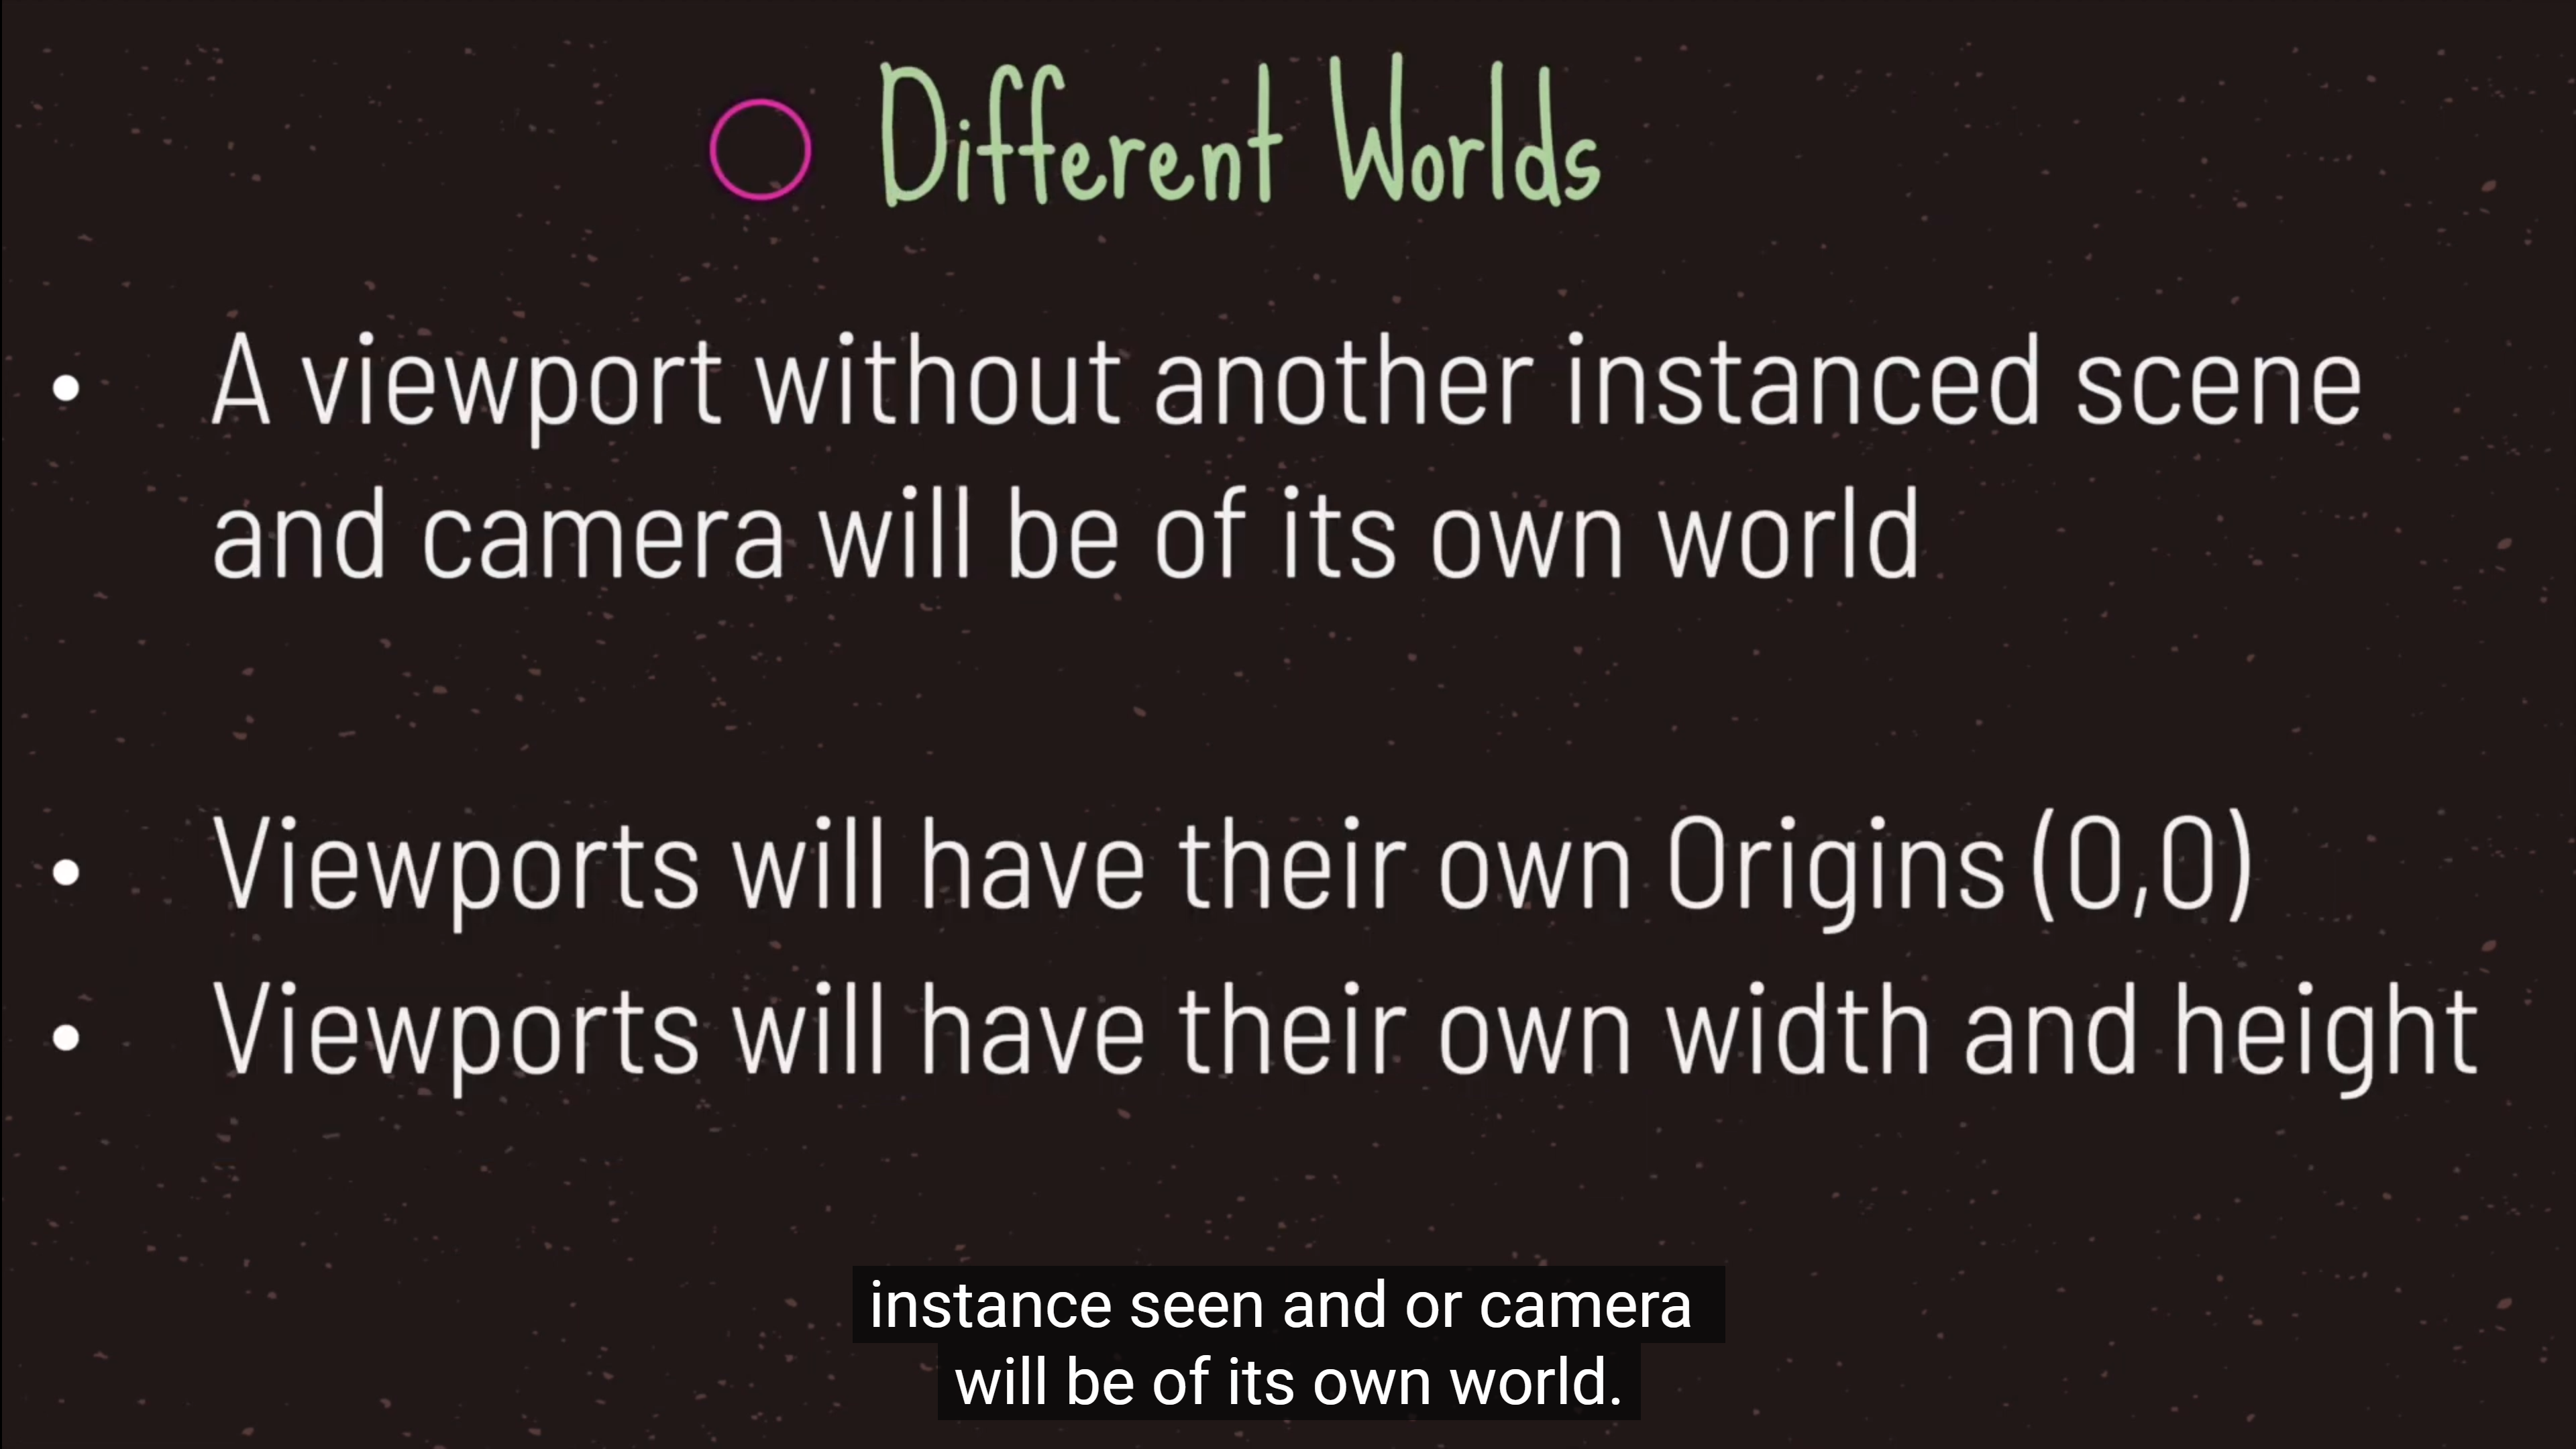 Different Worlds
• A viewport without another instanced scene
and camera will be of its own world
• Viewports will have their own Origins (0,0)
• Viewports will have their own width and height
instance seen and or camera
will be of its own world.